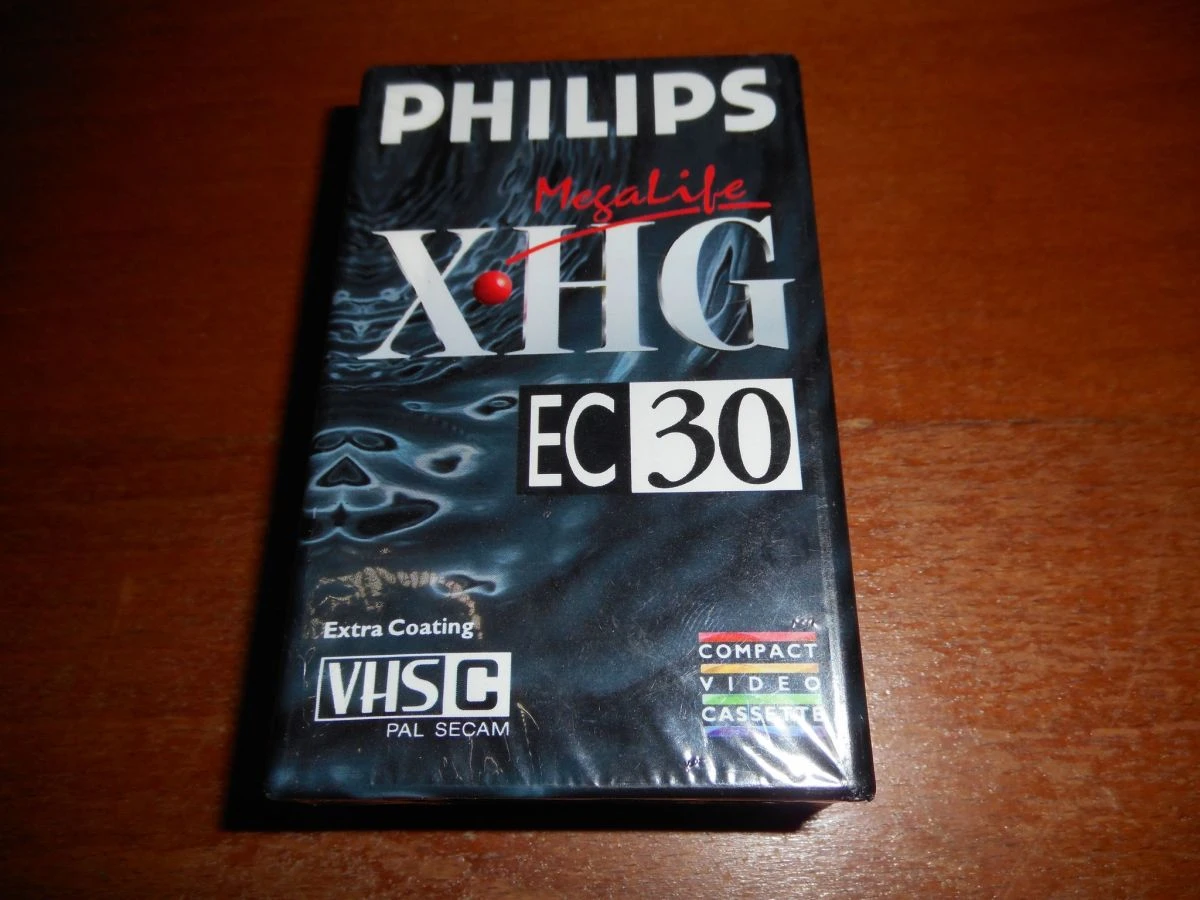 PHILIPS
MegaLife
X·HG
EC 30
Extra Coating
VHS C
PAL SECAM
COMPACT
VIDEO
CASSETTE